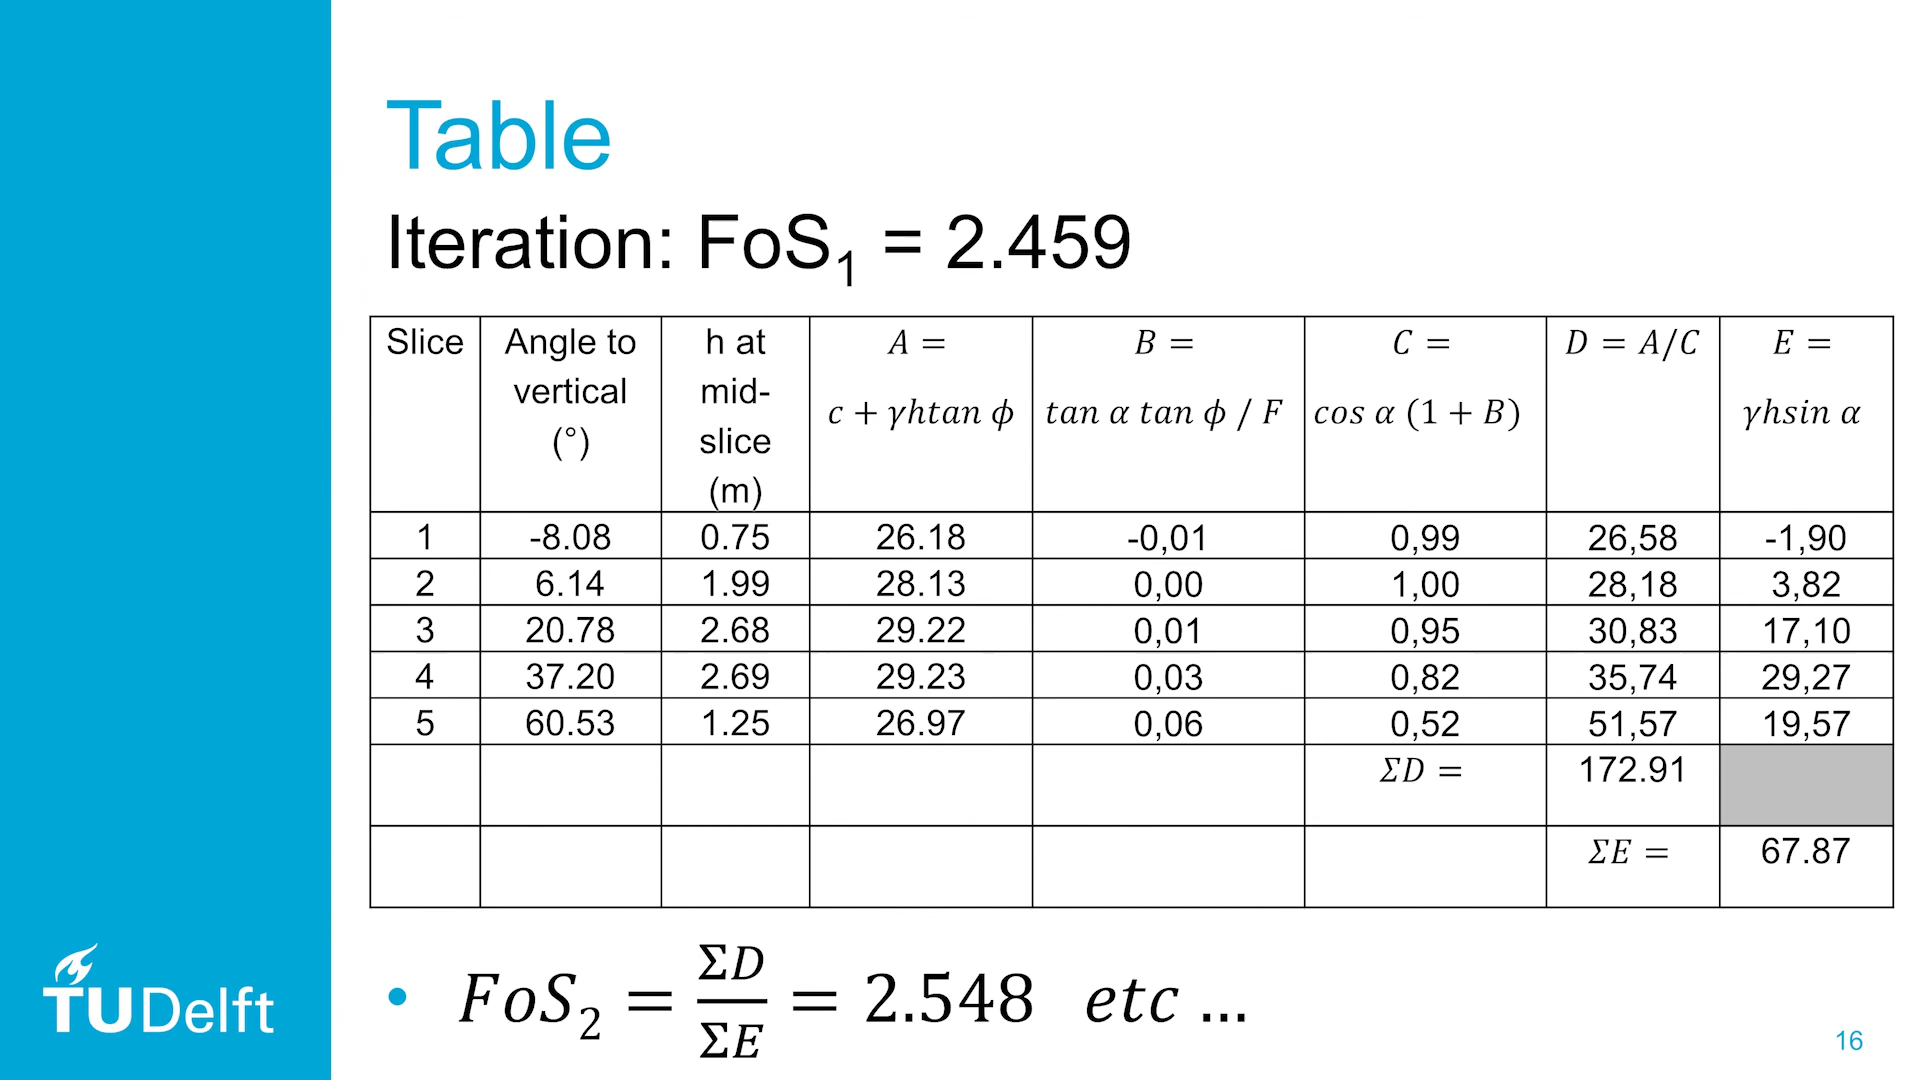 Table
Iteration: FoS₁ = 2.459
Slice | Angle to vertical (°) | h at mid-slice (m) | A = c + γhtan ϕ | B = tan α tan ϕ / F | C = cos α (1 + B) | D = A/C | E = γhsin α
1 | -8.08 | 0.75 | 26.18 | -0,01 | 0,99 | 26,58 | -1,90
2 | 6.14 | 1.99 | 28.13 | 0,00 | 1,00 | 28,18 | 3,82
3 | 20.78 | 2.68 | 29.22 | 0,01 | 0,95 | 30,83 | 17,10
4 | 37.20 | 2.69 | 29.23 | 0,03 | 0,82 | 35,74 | 29,27
5 | 60.53 | 1.25 | 26.97 | 0,06 | 0,52 | 51,57 | 19,57
ΣD = | 172.91
ΣE = | 67.87
• FoS₂ = ΣD/ΣE = 2.548 etc ...
TUDelft
16